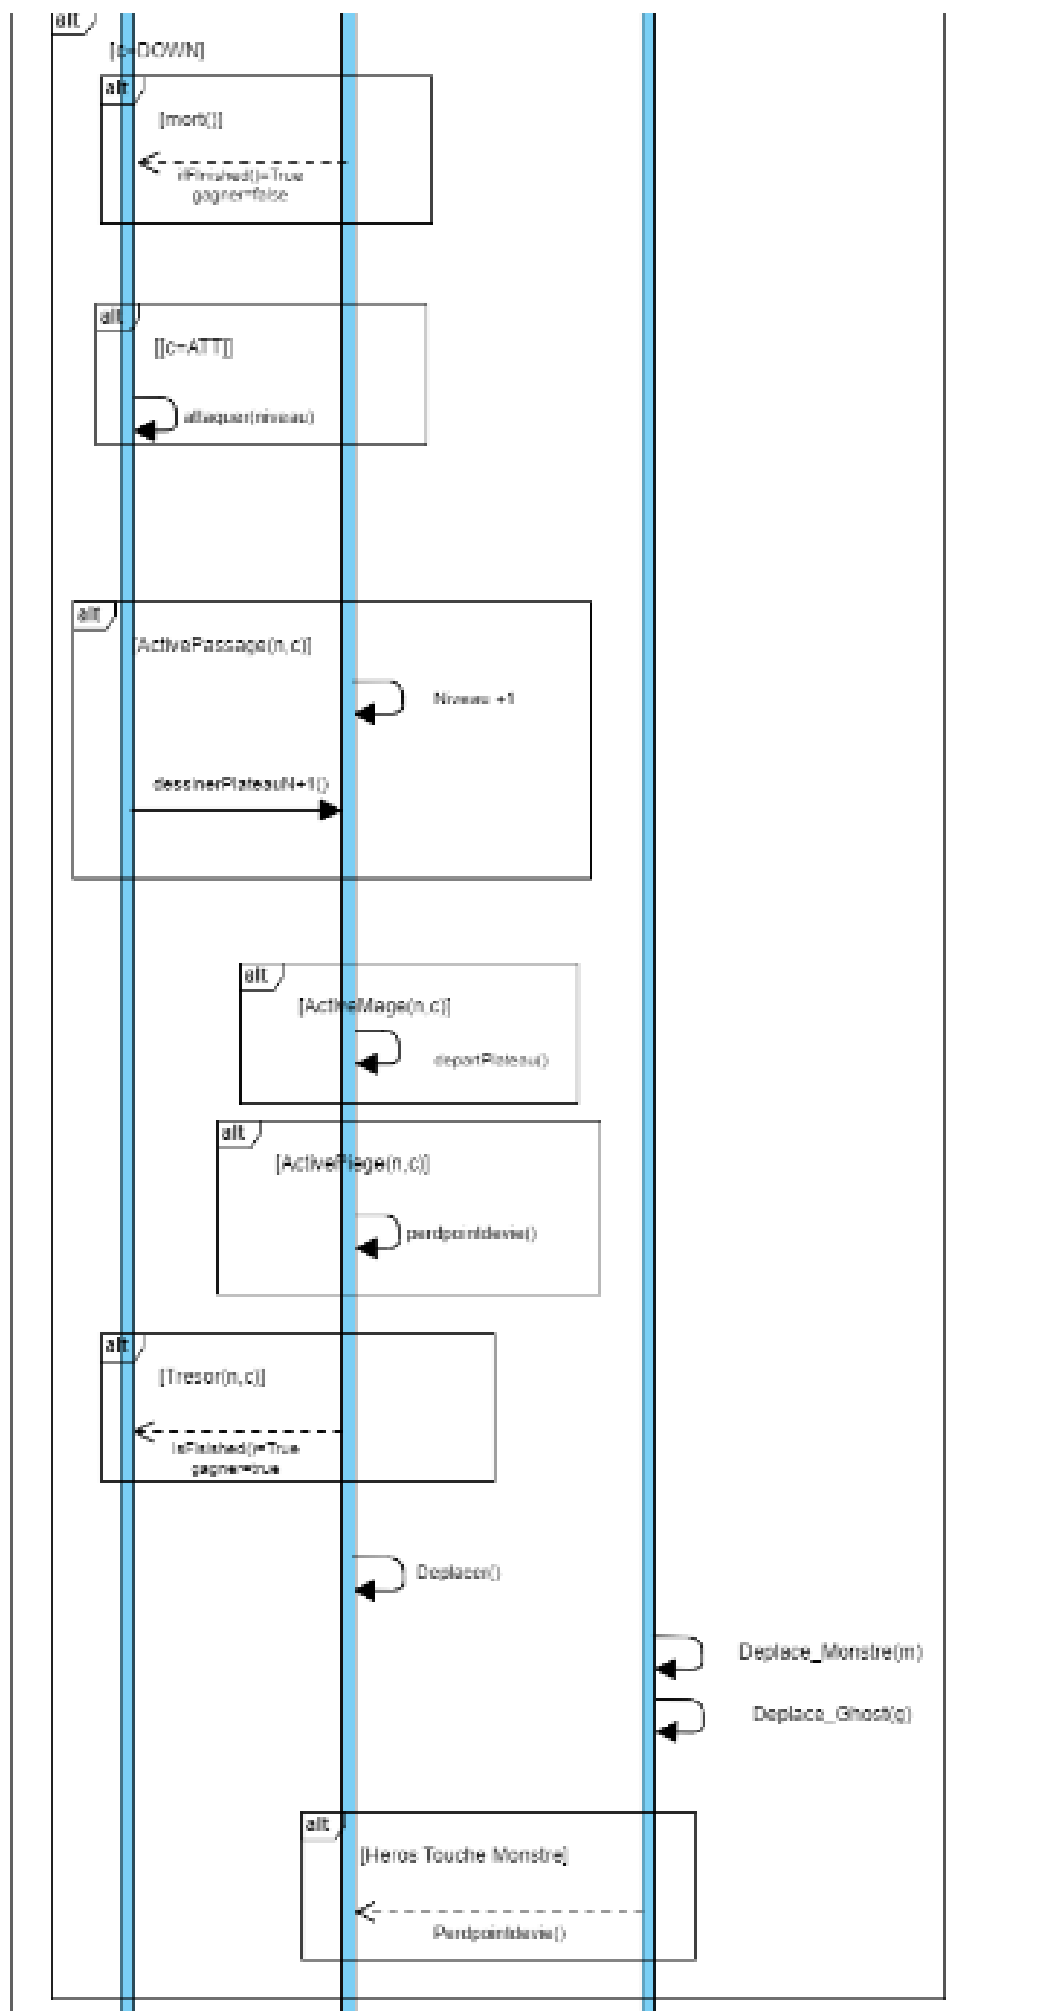 alt
[c=DOWN]
alt
[mort()]
ifFinished()=True
gagner=false
alt
[[c=ATT]]
attaquer(niveau)
alt
[ActivePassage(n,c)]
Niveau +1
dessinerPlateauN+1()
alt
[ActiveMage(n,c)]
departPlateau()
alt
[ActivePiege(n,c)]
perdpointdevie()
alt
[Tresor(n,c)]
isFinished()=True
gagner=true
Deplacer()
Deplace_Monstre(m)
Deplace_Ghost(g)
alt
[Heros Touche Monstre]
Perdpointdevie()